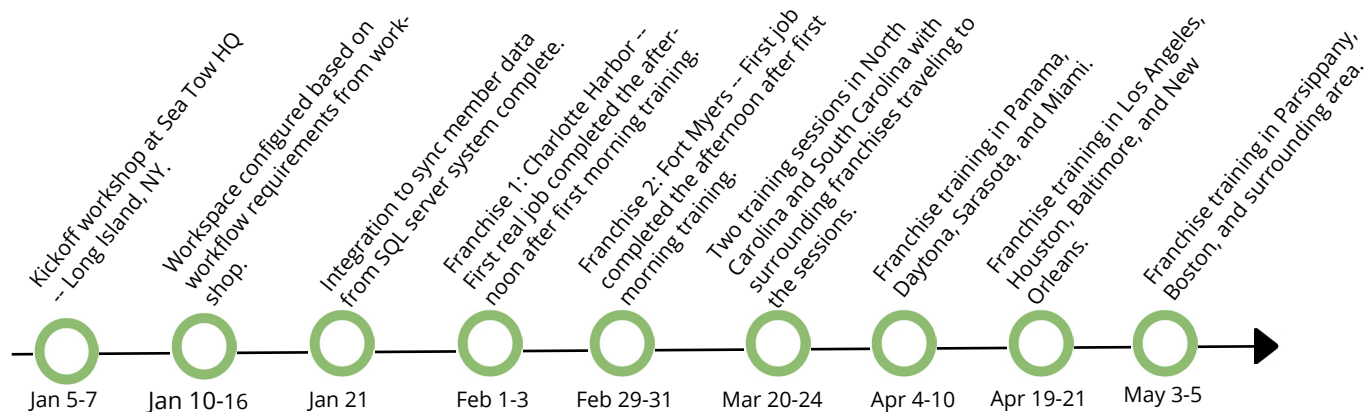 Kickoff workshop at Sea Tow HQ
-- Long Island, NY.
Workspace configured based on
workflow requirements from work-
shop.
Integration to sync member data
from SQL server system complete.
Franchise 1: Charlotte Harbor --
First real job completed the after-
noon after first morning training.
Franchise 2: Fort Myers -- First job
completed the afternoon after first
morning training.
Two training sessions in North
Carolina and South Carolina with
surrounding franchises traveling to
the sessions.
Franchise training in Panama,
Daytona, Sarasota, and Miami.
Franchise training in Los Angeles,
Houston, Baltimore, and New
Orleans.
Franchise training in Parsippany,
Boston, and surrounding area.
Jan 5-7
Jan 10-16
Jan 21
Feb 1-3
Feb 29-31
Mar 20-24
Apr 4-10
Apr 19-21
May 3-5